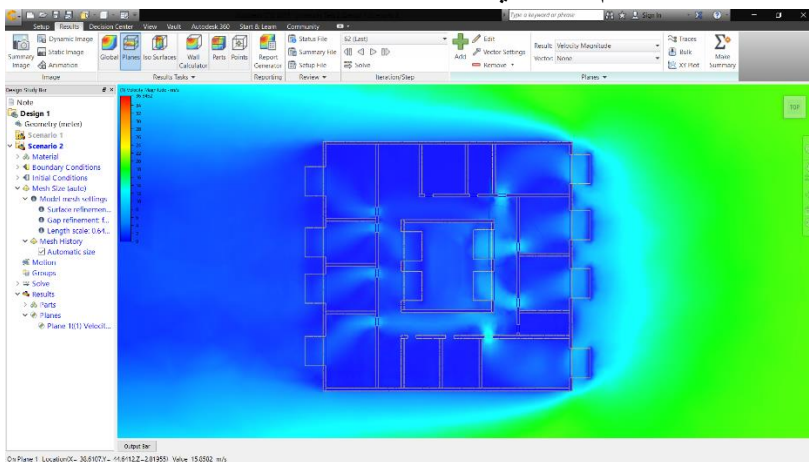 Type a keyword or phrase
Sign In
Setup Results Decision Center View Vault Autodesk 360 Start & Learn Community
Summary Image
Dynamic Image
Static Image
Animation
Global Planes Iso Surfaces Wall Calculator Parts Points
Report Generator
Status File
Summary File
Setup File
52 (Last)
Solve
Add
Edit
Vector Settings
Remove
Result: Velocity Magnitude
Vector: None
Traces
Bulk
XY Plot
Make Summary
Image Results Tasks Reporting Review Iteration/Step Planes
Design Study Bar
Note
Design 1
Geometry (meter)
Scenario 1
Scenario 2
Material
Boundary Conditions
Initial Conditions
Mesh Size (auto)
Model mesh settings
Surface refinemen...
Gap refinement: f...
Length scale: 0.64...
Mesh History
Automatic size
Motion
Groups
Solve
Results
Parts
Planes
Plane 1(1) Velocit...
TOP
Output Bar